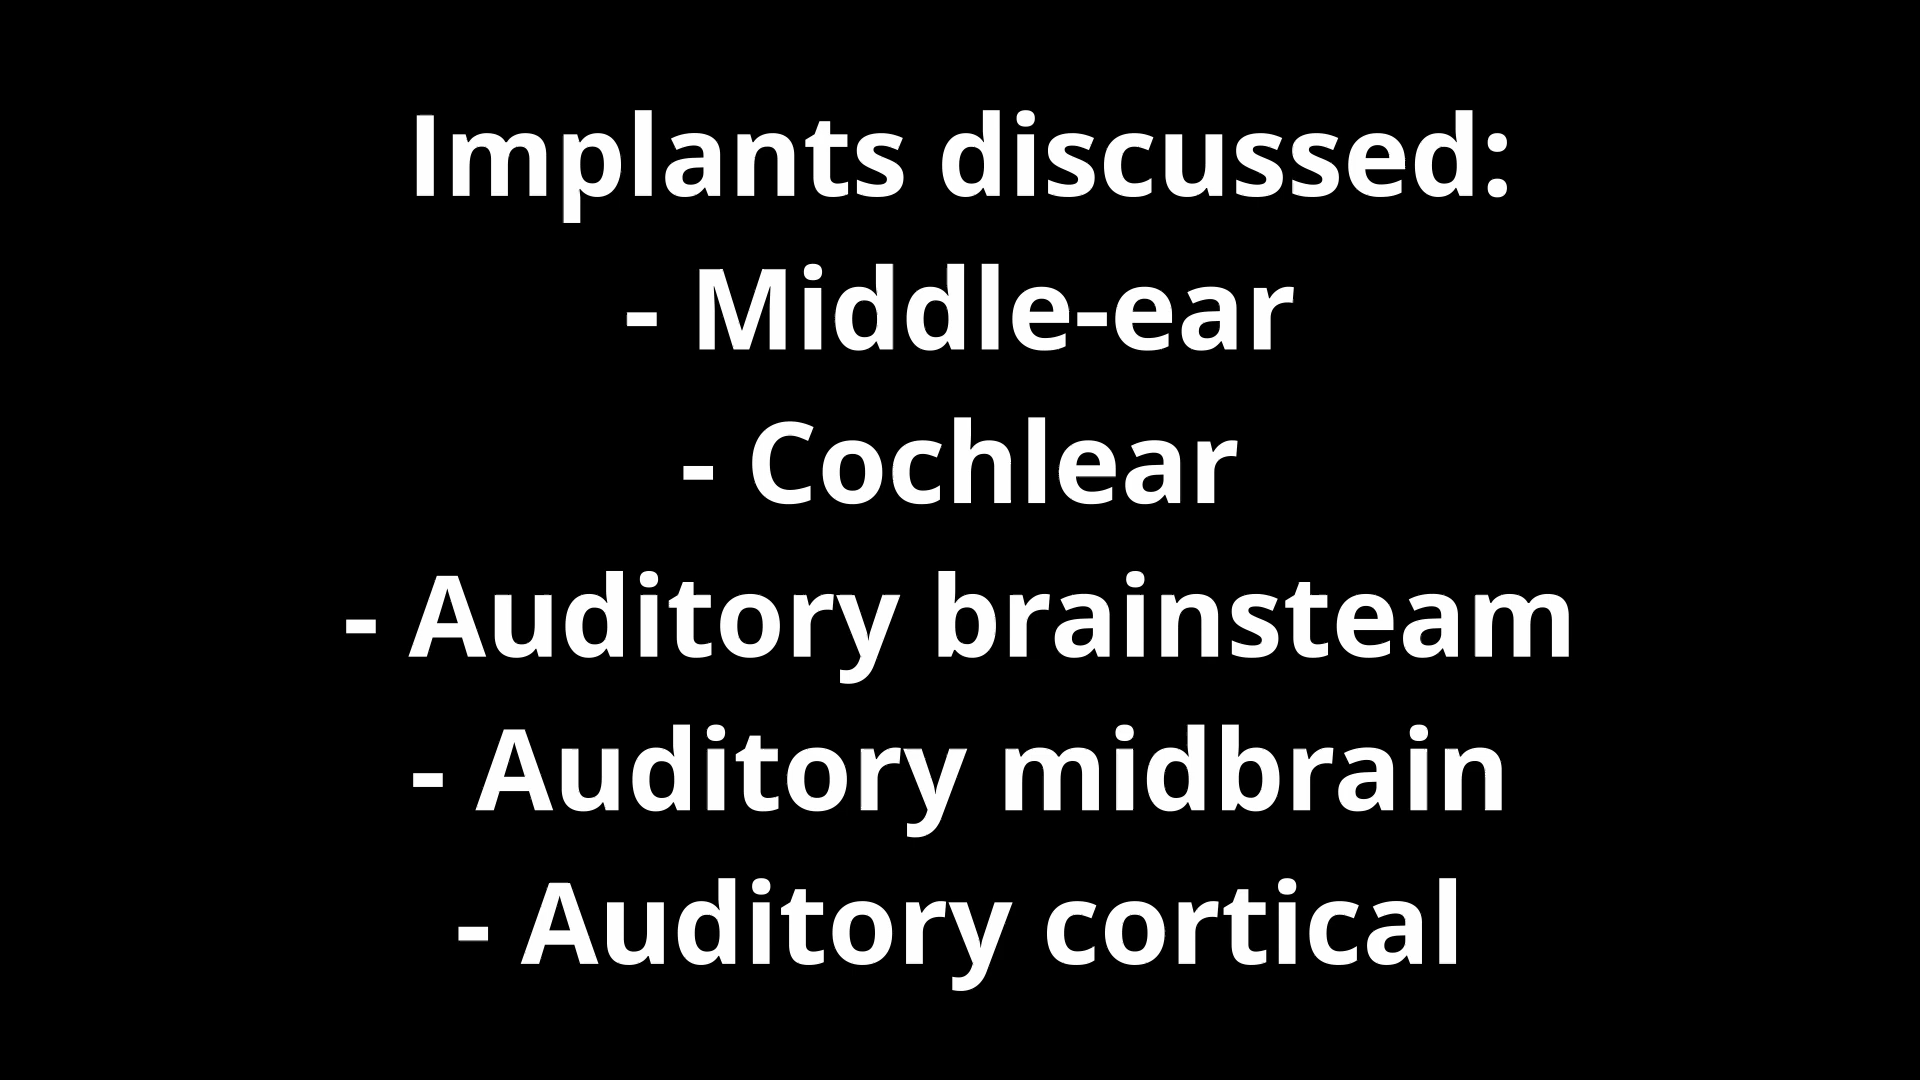 Implants discussed:
- Middle-ear
- Cochlear
- Auditory brainsteam
- Auditory midbrain
- Auditory cortical